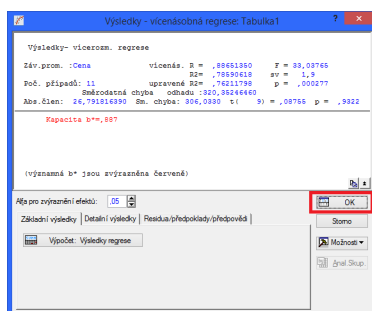 Výsledky - vícenásobná regrese: Tabulka1
Výsledky- vícerozm. regrese
Záv.prom. :Cena vícenás. R = ,88651350 F = 33,03765
R2= ,78590618 sv = 1,9
Poč. případů: 11 upravené R2= ,76211798 p = ,000277
Směrodatná chyba odhadu :320,35246460
Abs.člen: 26,791816390 Sm. chyba: 306,0330 t( 9) = ,08755 p = ,9322
Kapacita b*=,887
(významná b* jsou zvýrazněna červeně)
Alfa pro zvýraznění efektů: ,05
OK
Základní výsledky Detailní výsledky Residua/předpoklady/předpovědi
Storno
Výpočet: Výsledky regrese
Možnosti
Anal.Skup